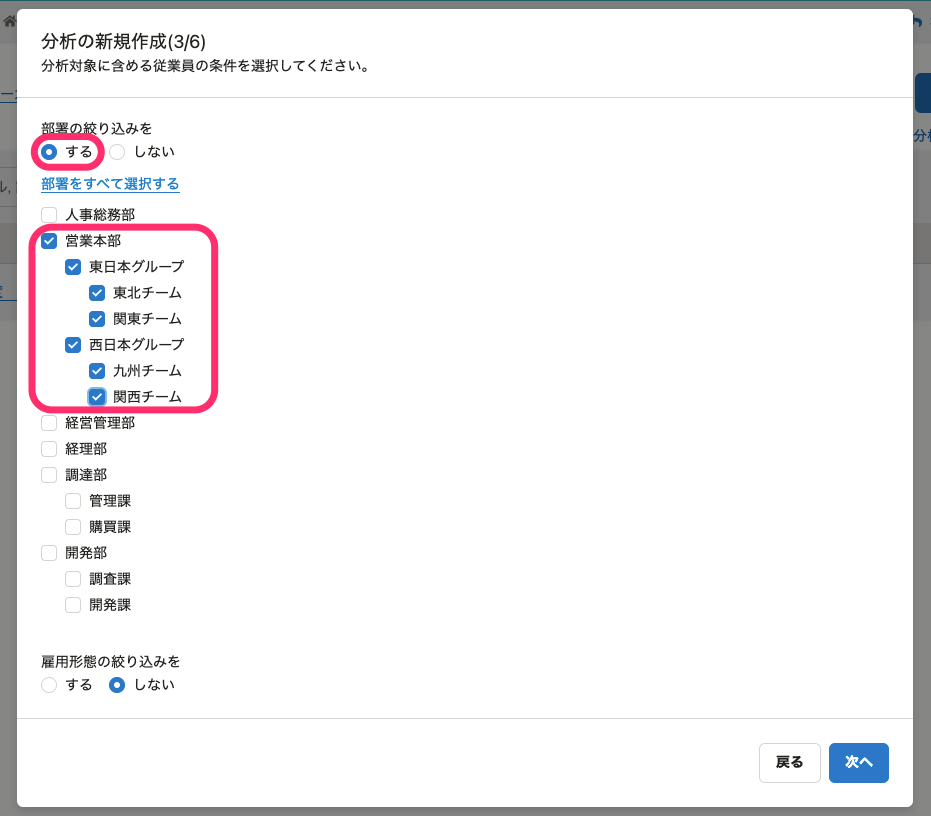 分析の新規作成(3/6)
分析対象に含める従業員の条件を選択してください。
部署の絞り込みを
する しない
部署をすべて選択する
人事総務部
営業本部
東日本グループ
東北チーム
関東チーム
西日本グループ
九州チーム
関西チーム
経営管理部
経理部
調達部
管理課
購買課
開発部
調査課
開発課
雇用形態の絞り込みを
する しない
戻る 次へ